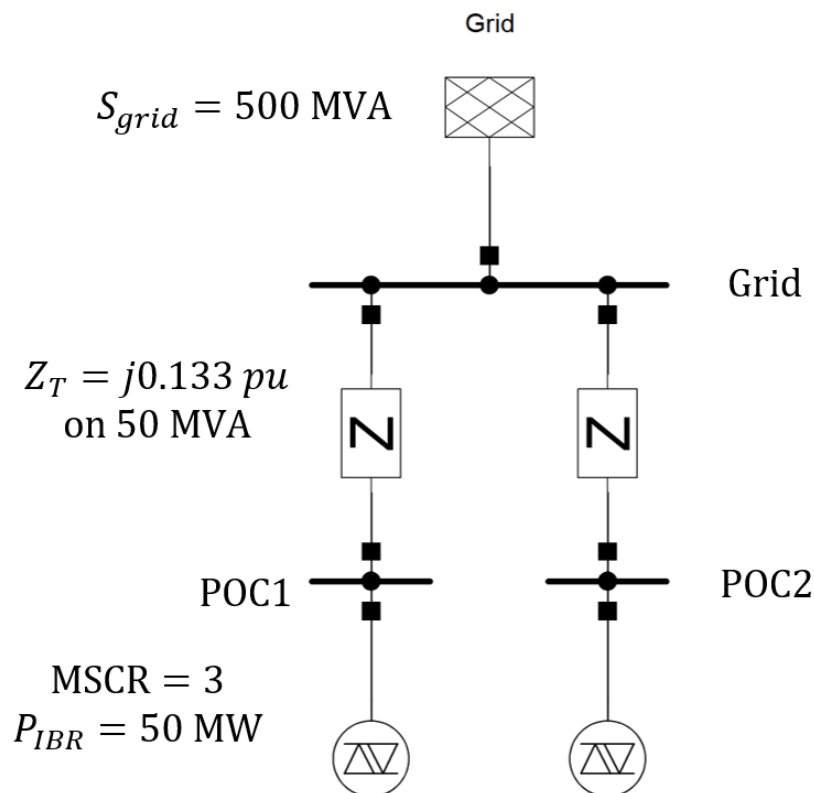 Grid
S_grid = 500 MVA
Grid
Z_T = j0.133 pu
on 50 MVA
Z Z
POC1
POC2
MSCR = 3
P_IBR = 50 MW